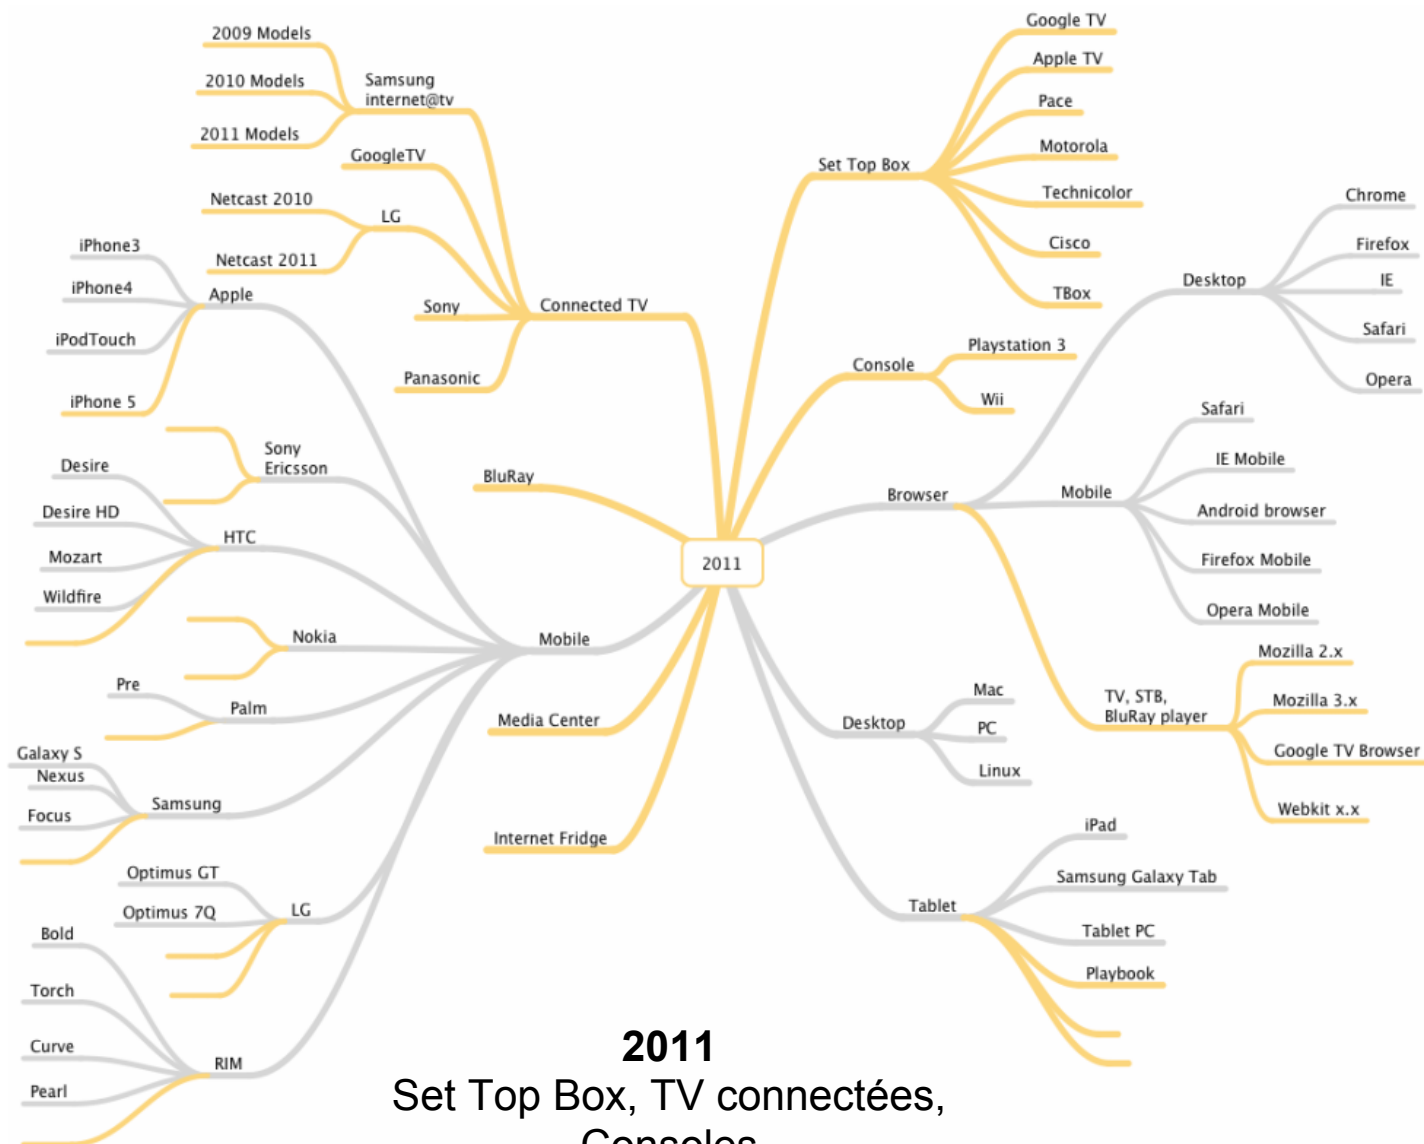 2009 Models
2010 Models
2011 Models
Samsung
internet@tv
GoogleTV
Netcast 2010
Netcast 2011
LG
Sony
Panasonic
Connected TV
iPhone3
iPhone4
iPodTouch
iPhone 5
Apple
Sony
Ericsson
Desire
Desire HD
Mozart
Wildfire
HTC
Nokia
Pre
Palm
Galaxy S
Nexus
Focus
Samsung
Optimus GT
Optimus 7Q
LG
Bold
Torch
Curve
Pearl
RIM
Mobile
BluRay
Media Center
Internet Fridge
2011
Set Top Box
Google TV
Apple TV
Pace
Motorola
Technicolor
Cisco
TBox
Console
Playstation 3
Wii
Browser
Desktop
Chrome
Firefox
IE
Safari
Opera
Mobile
Safari
IE Mobile
Android browser
Firefox Mobile
Opera Mobile
TV, STB,
BluRay player
Mozilla 2.x
Mozilla 3.x
Google TV Browser
Webkit x.x
Desktop
Mac
PC
Linux
Tablet
iPad
Samsung Galaxy Tab
Tablet PC
Playbook
2011
Set Top Box, TV connectées,
Consoles